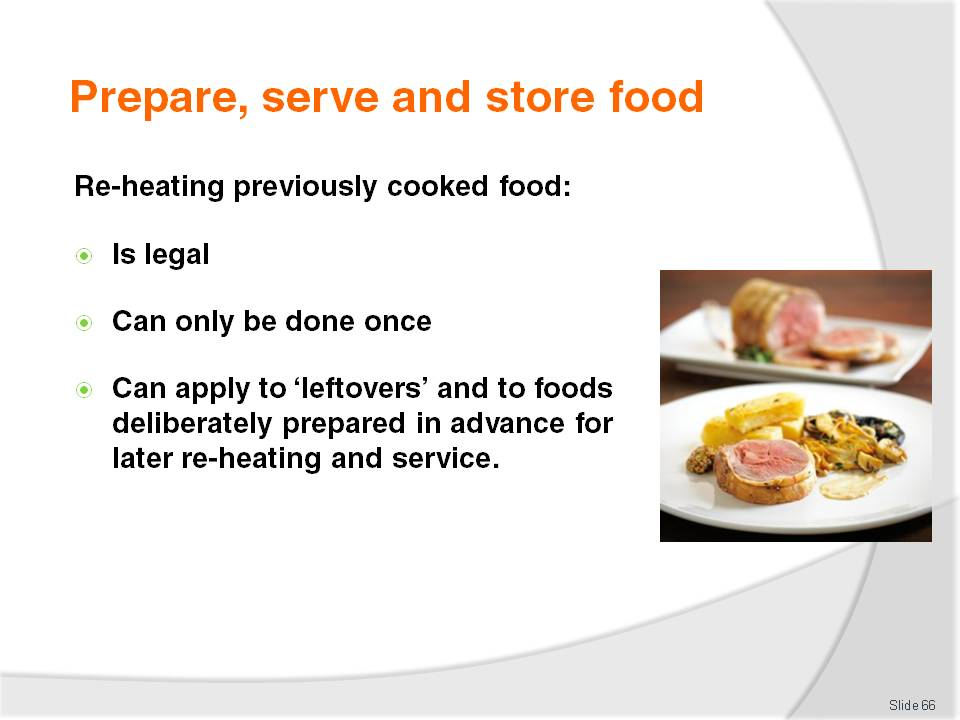 Prepare, serve and store food
Re-heating previously cooked food:
Is legal
Can only be done once
Can apply to ‘leftovers’ and to foods
deliberately prepared in advance for
later re-heating and service.
Slide 66